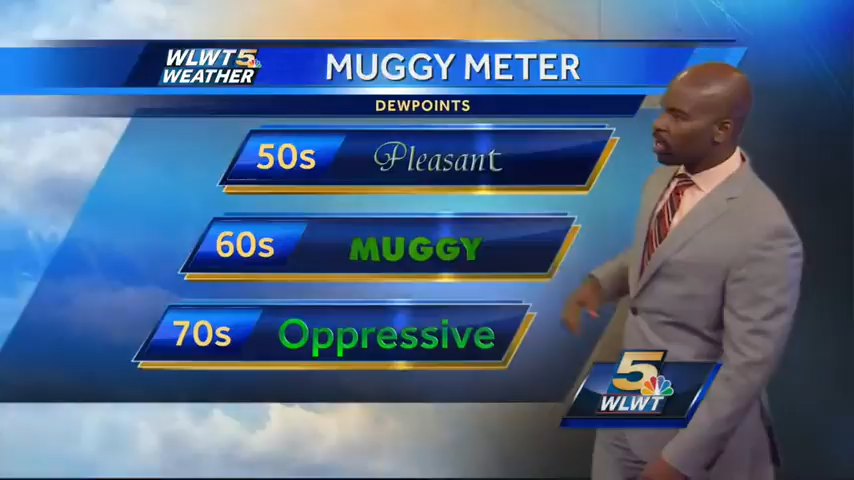 WLWT 5
WEATHER
MUGGY METER
DEWPOINTS
50s Pleasant
60s MUGGY
70s Oppressive
5
WLWT